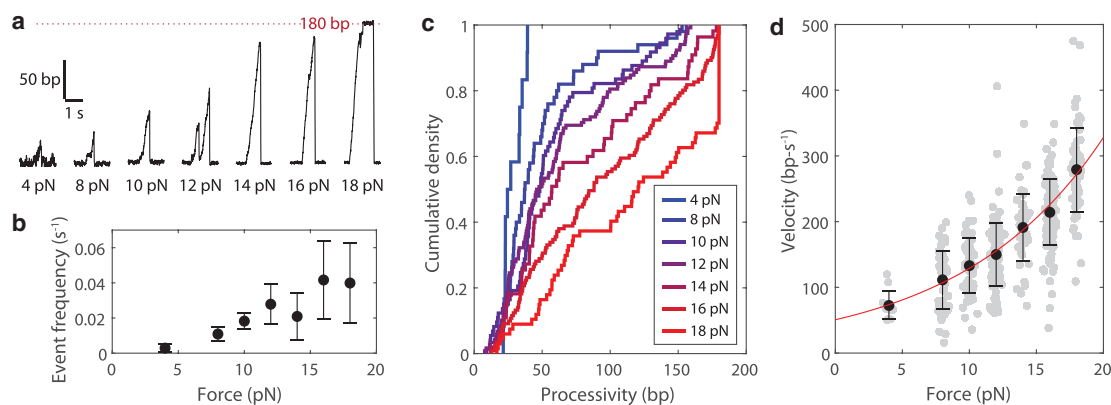 a
180 bp
50 bp
1 s
4 pN 8 pN 10 pN 12 pN 14 pN 16 pN 18 pN
b
Event frequency (s⁻¹)
0.06
0.04
0.02
0
0 5 10 15 20
Force (pN)
c
Cumulative density
1
0.8
0.6
0.4
0.2
0
0 50 100 150 200
Processivity (bp)
4 pN
8 pN
10 pN
12 pN
14 pN
16 pN
18 pN
d
Velocity (bp-s⁻¹)
500
400
300
200
100
0
0 5 10 15 20
Force (pN)